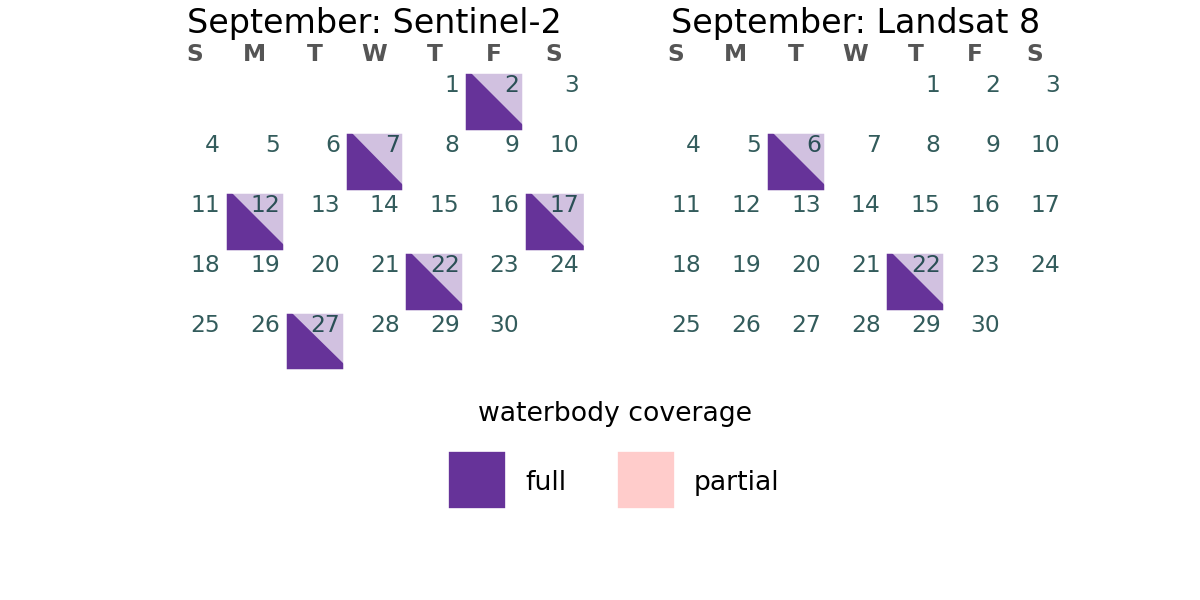 September: Sentinel-2
S M T W T F S
1 2 3
4 5 6 7 8 9 10
11 12 13 14 15 16 17
18 19 20 21 22 23 24
25 26 27 28 29 30
September: Landsat 8
S M T W T F S
1 2 3
4 5 6 7 8 9 10
11 12 13 14 15 16 17
18 19 20 21 22 23 24
25 26 27 28 29 30
waterbody coverage
full partial